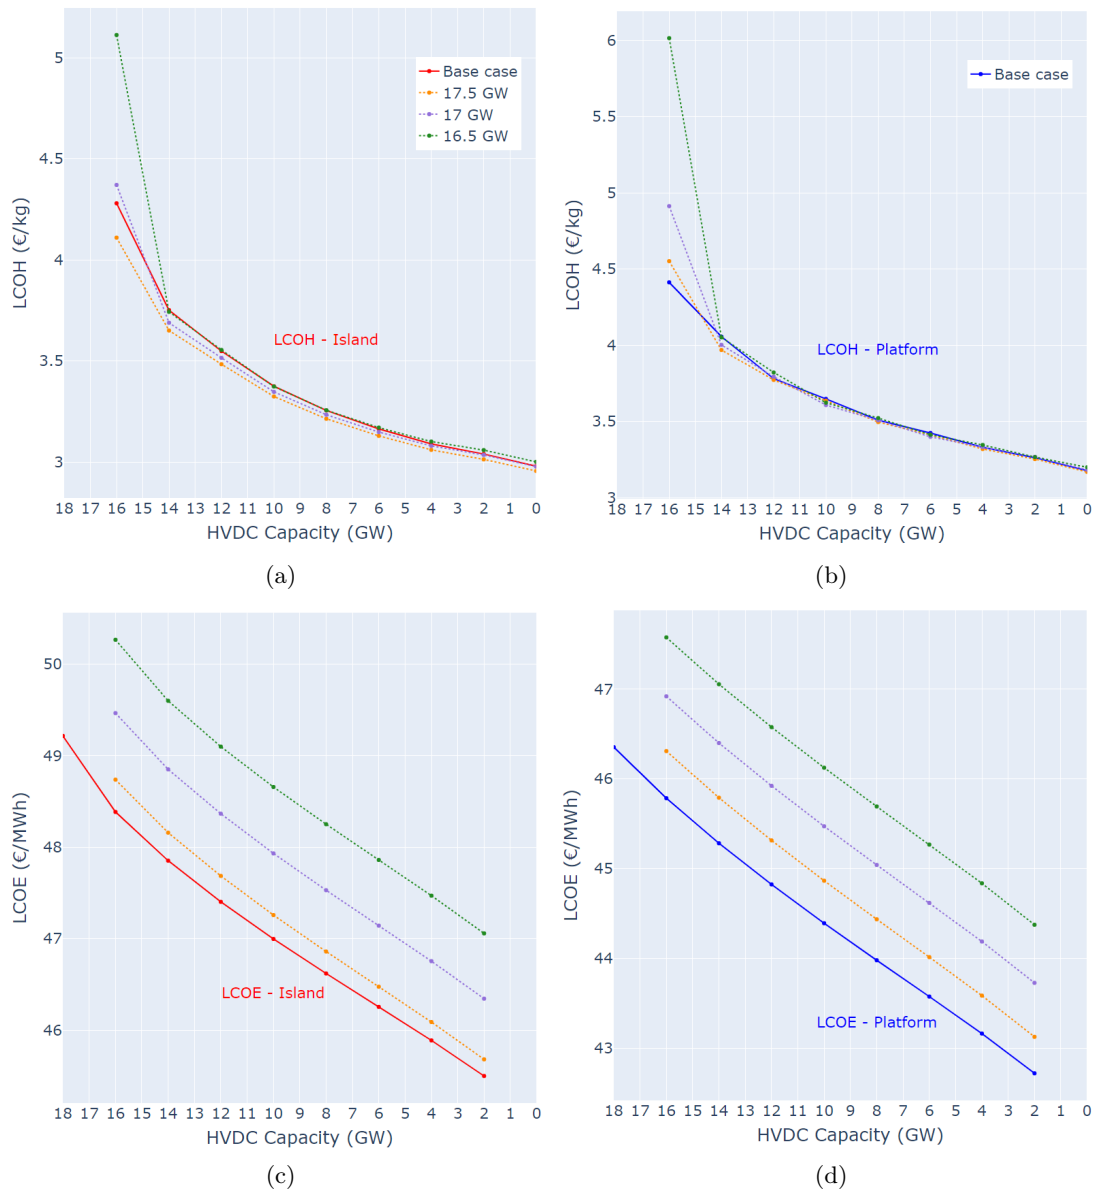 5
4.5
4
3.5
3
LCOH (€/kg)
Base case
17.5 GW
17 GW
16.5 GW
LCOH - Island
18 17 16 15 14 13 12 11 10 9 8 7 6 5 4 3 2 1 0
HVDC Capacity (GW)
(a)
6
5.5
5
4.5
4
3.5
3
LCOH (€/kg)
Base case
LCOH - Platform
18 17 16 15 14 13 12 11 10 9 8 7 6 5 4 3 2 1 0
HVDC Capacity (GW)
(b)
50
49
48
47
46
LCOE (€/MWh)
LCOE - Island
18 17 16 15 14 13 12 11 10 9 8 7 6 5 4 3 2 1 0
HVDC Capacity (GW)
(c)
47
46
45
44
43
LCOE (€/MWh)
LCOE - Platform
18 17 16 15 14 13 12 11 10 9 8 7 6 5 4 3 2 1 0
HVDC Capacity (GW)
(d)